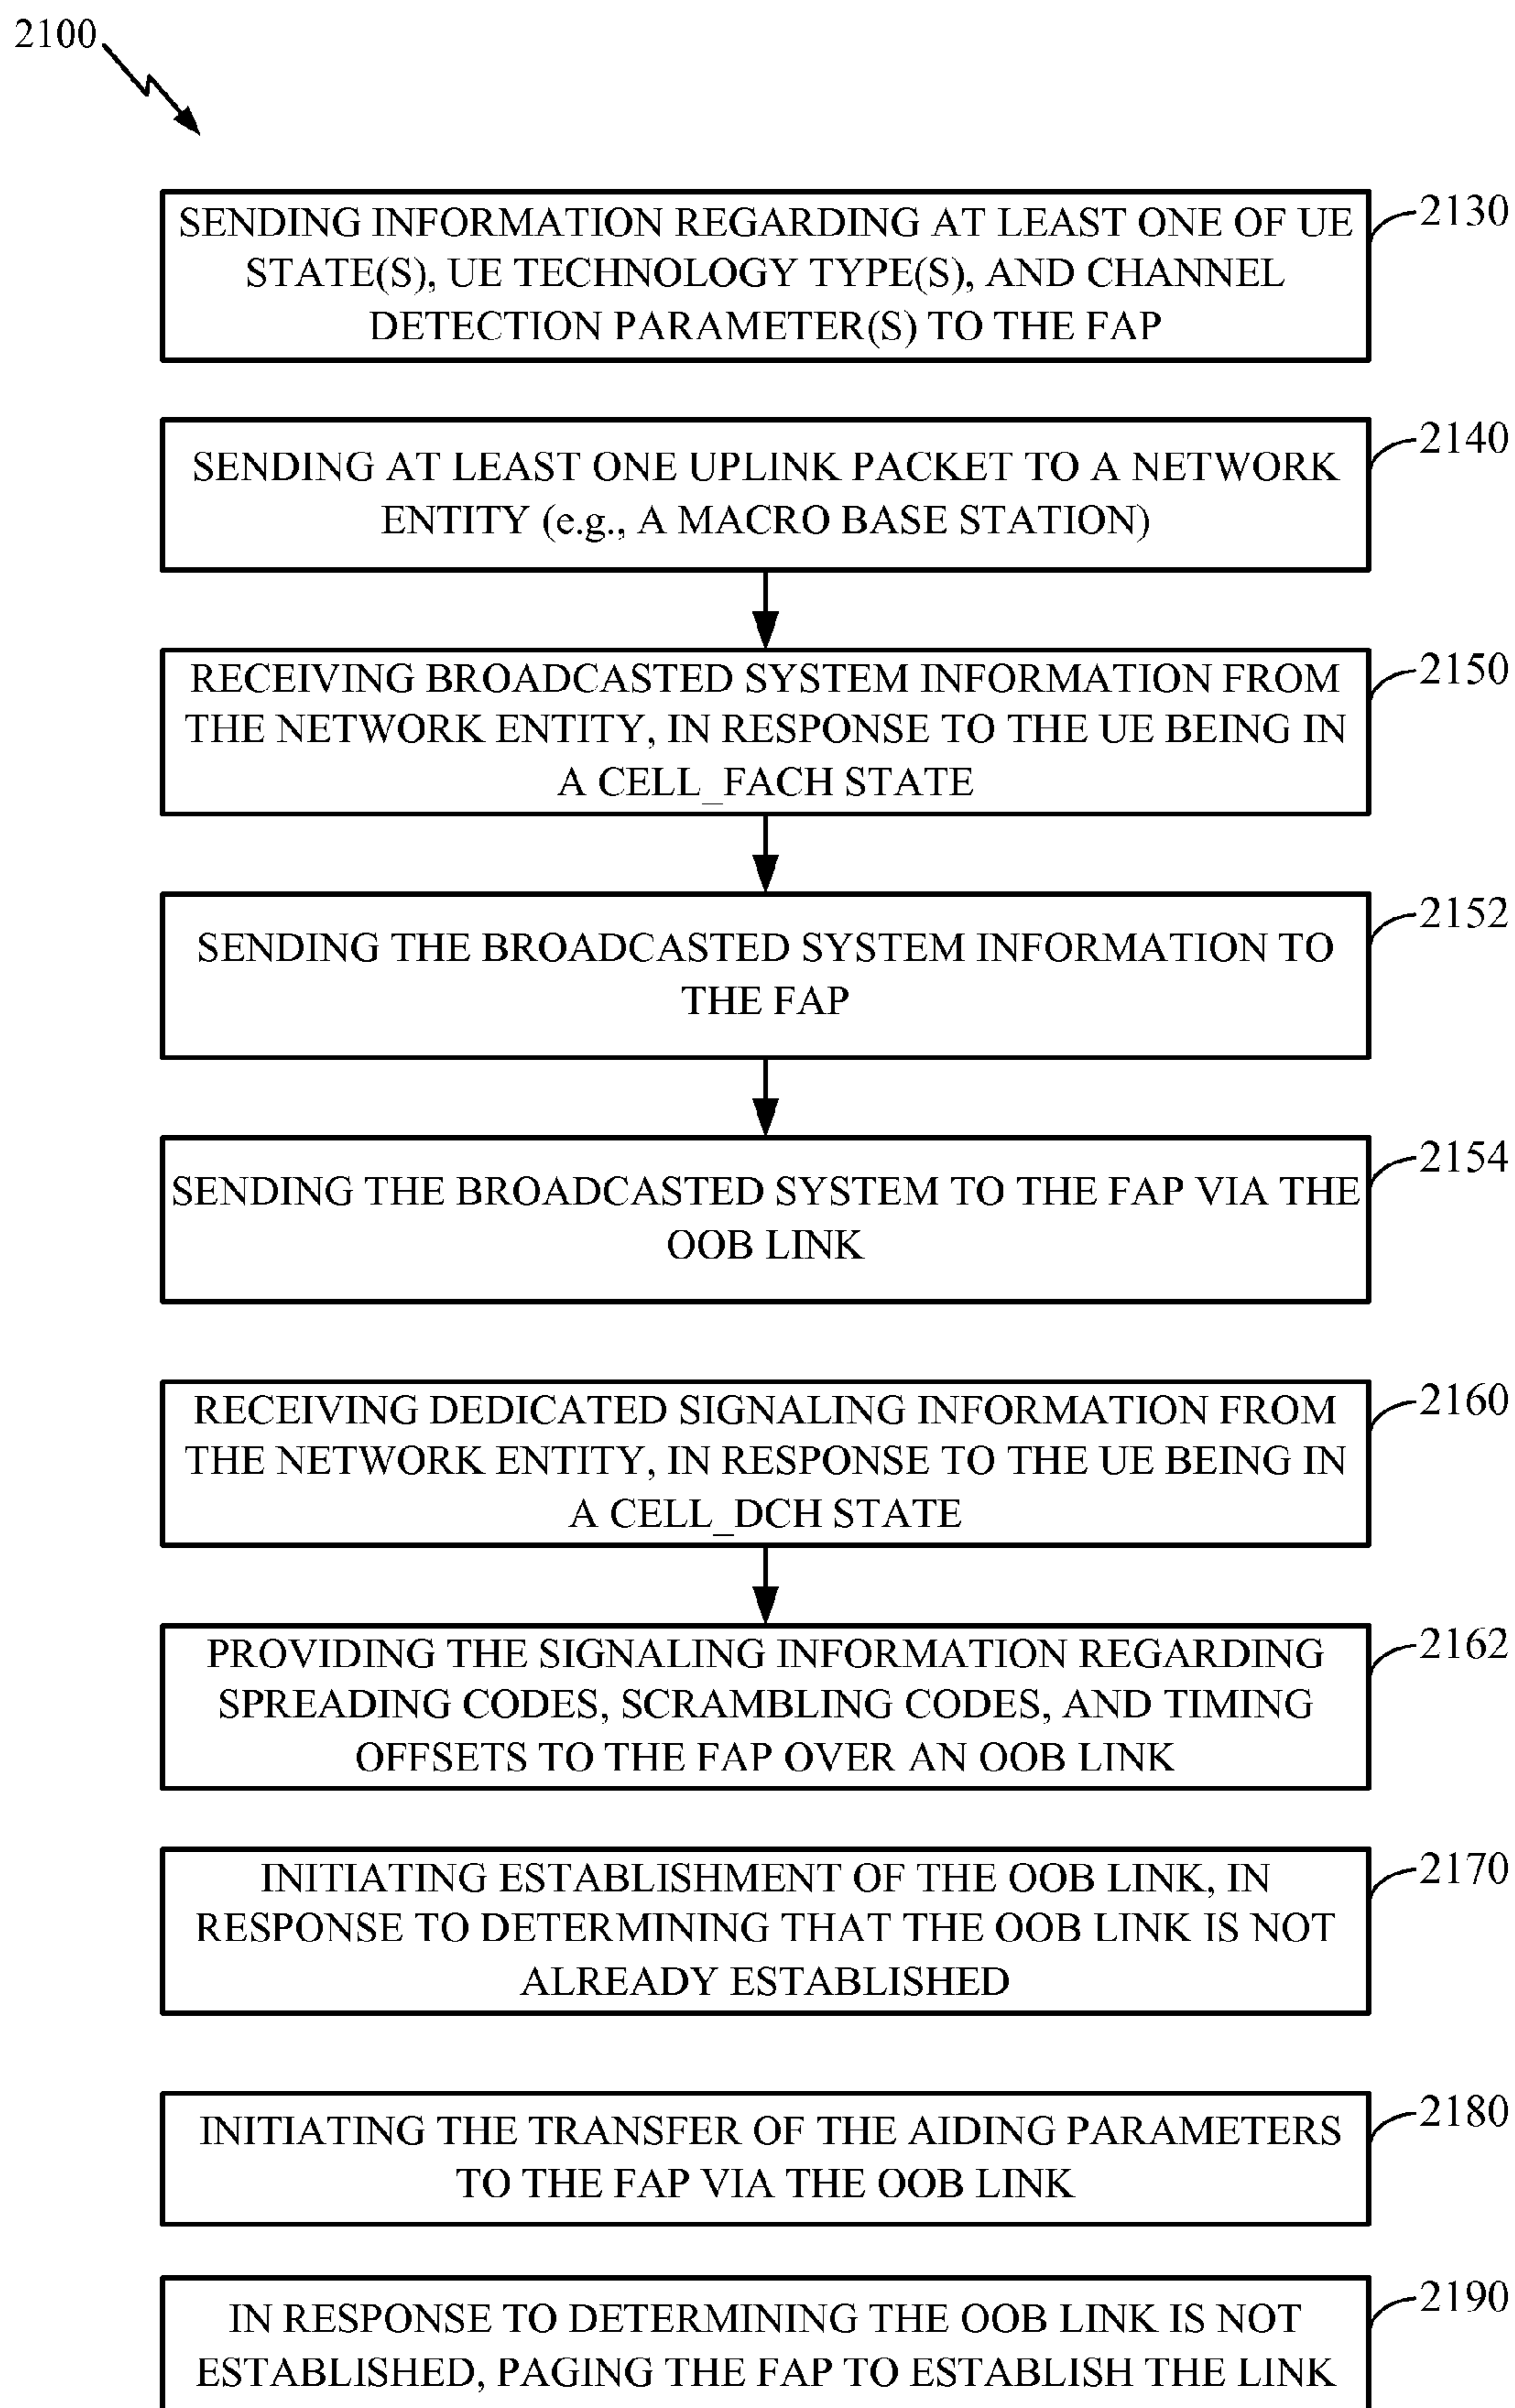 2100
SENDING INFORMATION REGARDING AT LEAST ONE OF UE
STATE(S), UE TECHNOLOGY TYPE(S), AND CHANNEL
DETECTION PARAMETER(S) TO THE FAP
2130
SENDING AT LEAST ONE UPLINK PACKET TO A NETWORK
ENTITY (e.g., A MACRO BASE STATION)
2140
RECEIVING BROADCASTED SYSTEM INFORMATION FROM
THE NETWORK ENTITY, IN RESPONSE TO THE UE BEING IN
A CELL_FACH STATE
2150
SENDING THE BROADCASTED SYSTEM INFORMATION TO
THE FAP
2152
SENDING THE BROADCASTED SYSTEM TO THE FAP VIA THE
OOB LINK
2154
RECEIVING DEDICATED SIGNALING INFORMATION FROM
THE NETWORK ENTITY, IN RESPONSE TO THE UE BEING IN
A CELL_DCH STATE
2160
PROVIDING THE SIGNALING INFORMATION REGARDING
SPREADING CODES, SCRAMBLING CODES, AND TIMING
OFFSETS TO THE FAP OVER AN OOB LINK
2162
INITIATING ESTABLISHMENT OF THE OOB LINK, IN
RESPONSE TO DETERMINING THAT THE OOB LINK IS NOT
ALREADY ESTABLISHED
2170
INITIATING THE TRANSFER OF THE AIDING PARAMETERS
TO THE FAP VIA THE OOB LINK
2180
IN RESPONSE TO DETERMINING THE OOB LINK IS NOT
ESTABLISHED, PAGING THE FAP TO ESTABLISH THE LINK
2190